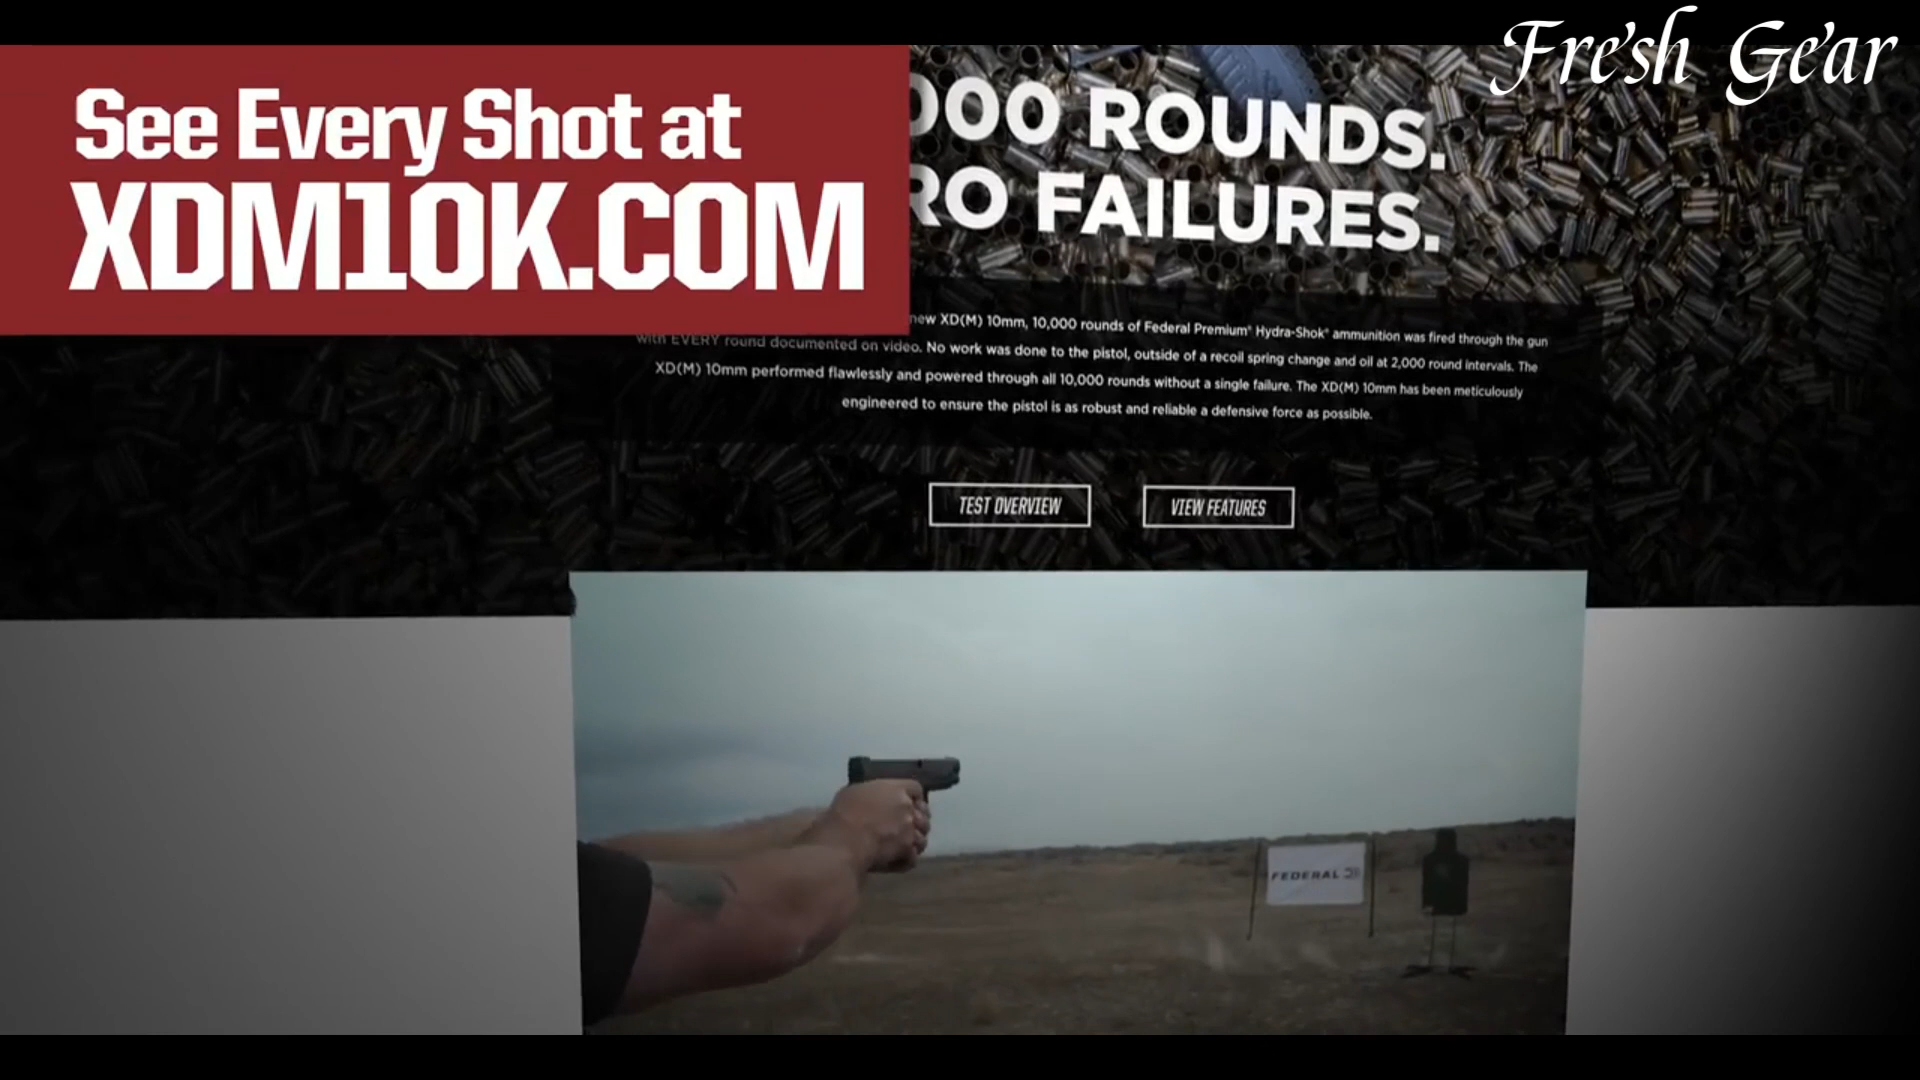 Fresh Gear
See Every Shot at
XDM10K.COM
000 ROUNDS.
RO FAILURES.
new XD(M) 10mm, 10,000 rounds of Federal Premium® Hydra-Shok® ammunition was fired through the gun
with EVERY round documented on video. No work was done to the pistol, outside of a recoil spring change and oil at 2,000 round intervals. The
XD(M) 10mm performed flawlessly and powered through all 10,000 rounds without a single failure. The XD(M) 10mm has been meticulously
engineered to ensure the pistol is as robust and reliable a defensive force as possible.
TEST OVERVIEW
VIEW FEATURES
FEDERAL